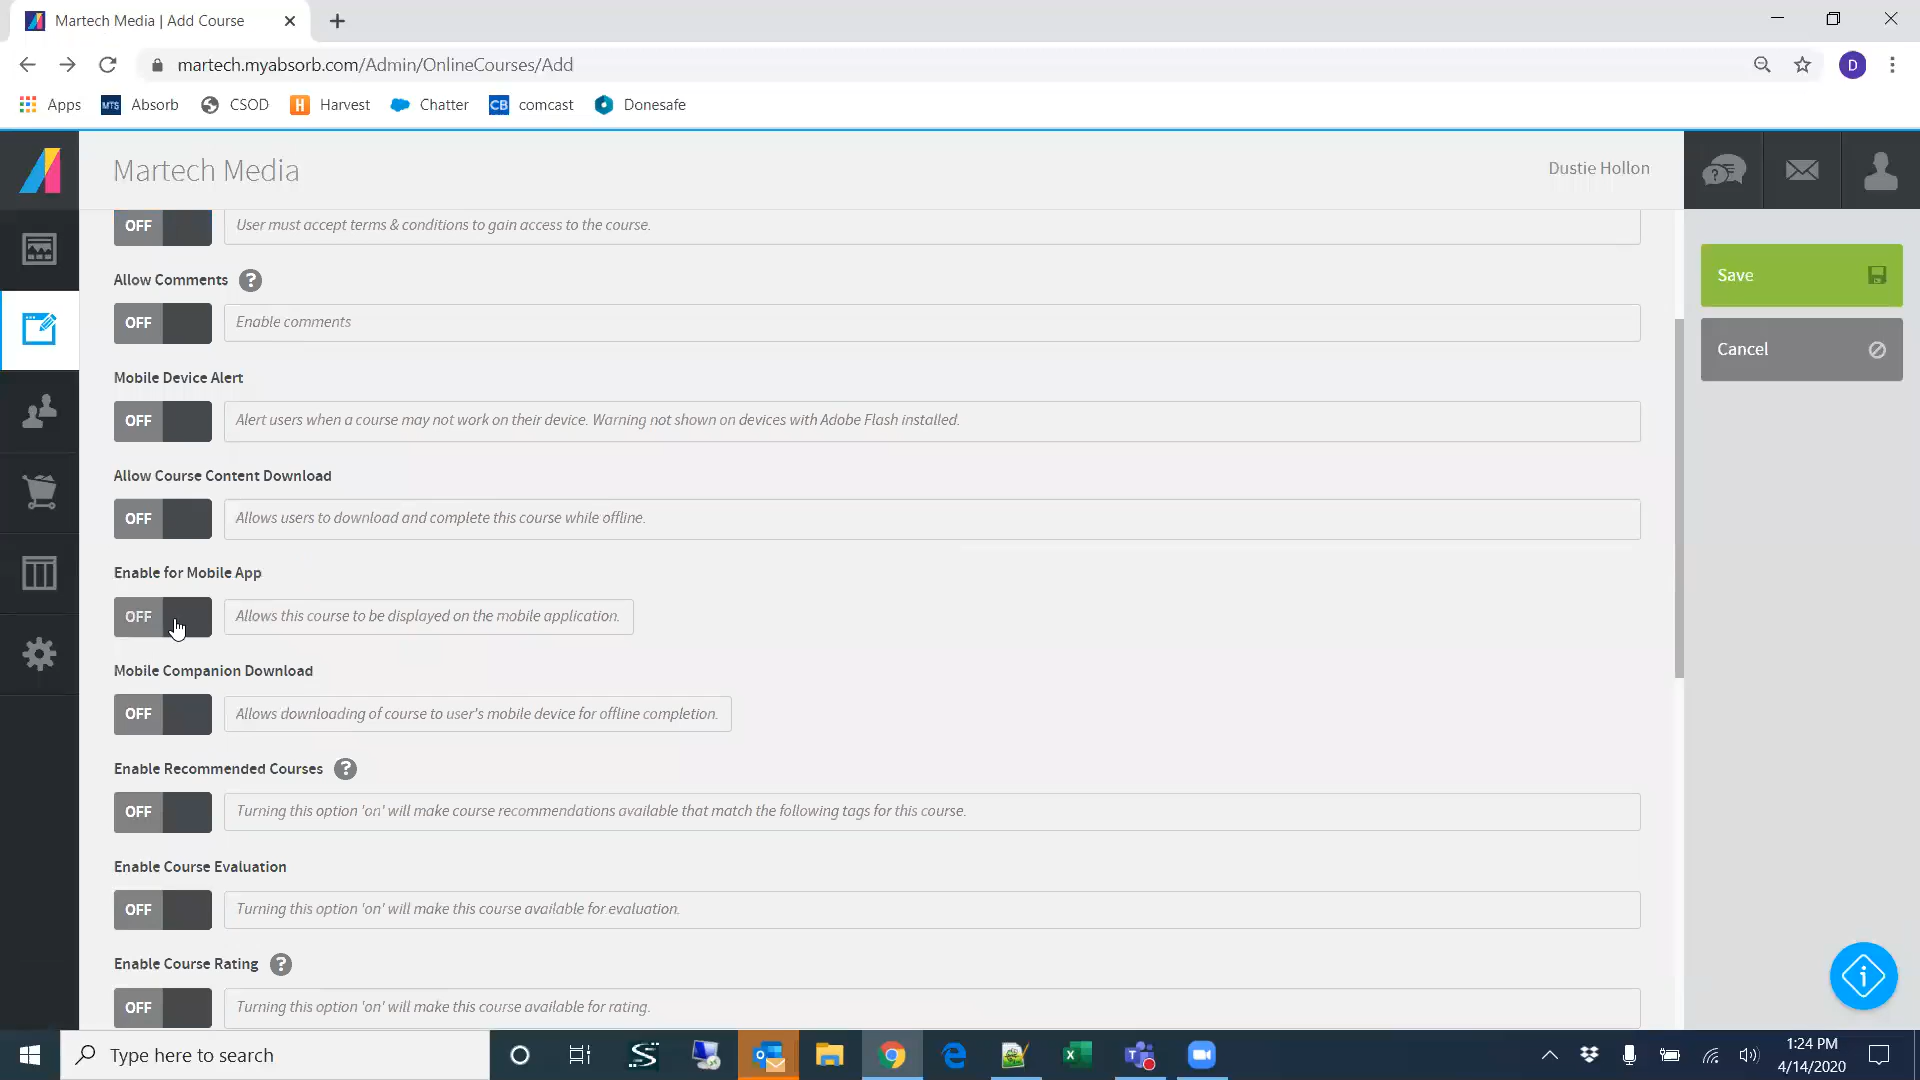 Martech Media | Add Course
martech.myabsorb.com/Admin/OnlineCourses/Add
D
Apps
MTS
Absorb
CSOD
H
Harvest
Chatter
CB
comcast
Donesafe
Martech Media
Dustie Hollon
OFF
User must accept terms & conditions to gain access to the course.
Save
Allow Comments ?
OFF
Enable comments
Cancel
Mobile Device Alert
OFF
Alert users when a course may not work on their device. Warning not shown on devices with Adobe Flash installed.
Allow Course Content Download
OFF
Allows users to download and complete this course while offline.
Enable for Mobile App
OFF
Allows this course to be displayed on the mobile application.
Mobile Companion Download
OFF
Allows downloading of course to user's mobile device for offline completion.
Enable Recommended Courses ?
OFF
Turning this option 'on' will make course recommendations available that match the following tags for this course.
Enable Course Evaluation
OFF
Turning this option 'on' will make this course available for evaluation.
Enable Course Rating ?
OFF
Turning this option 'on' will make this course available for rating.
Type here to search
1:24 PM
4/14/2020